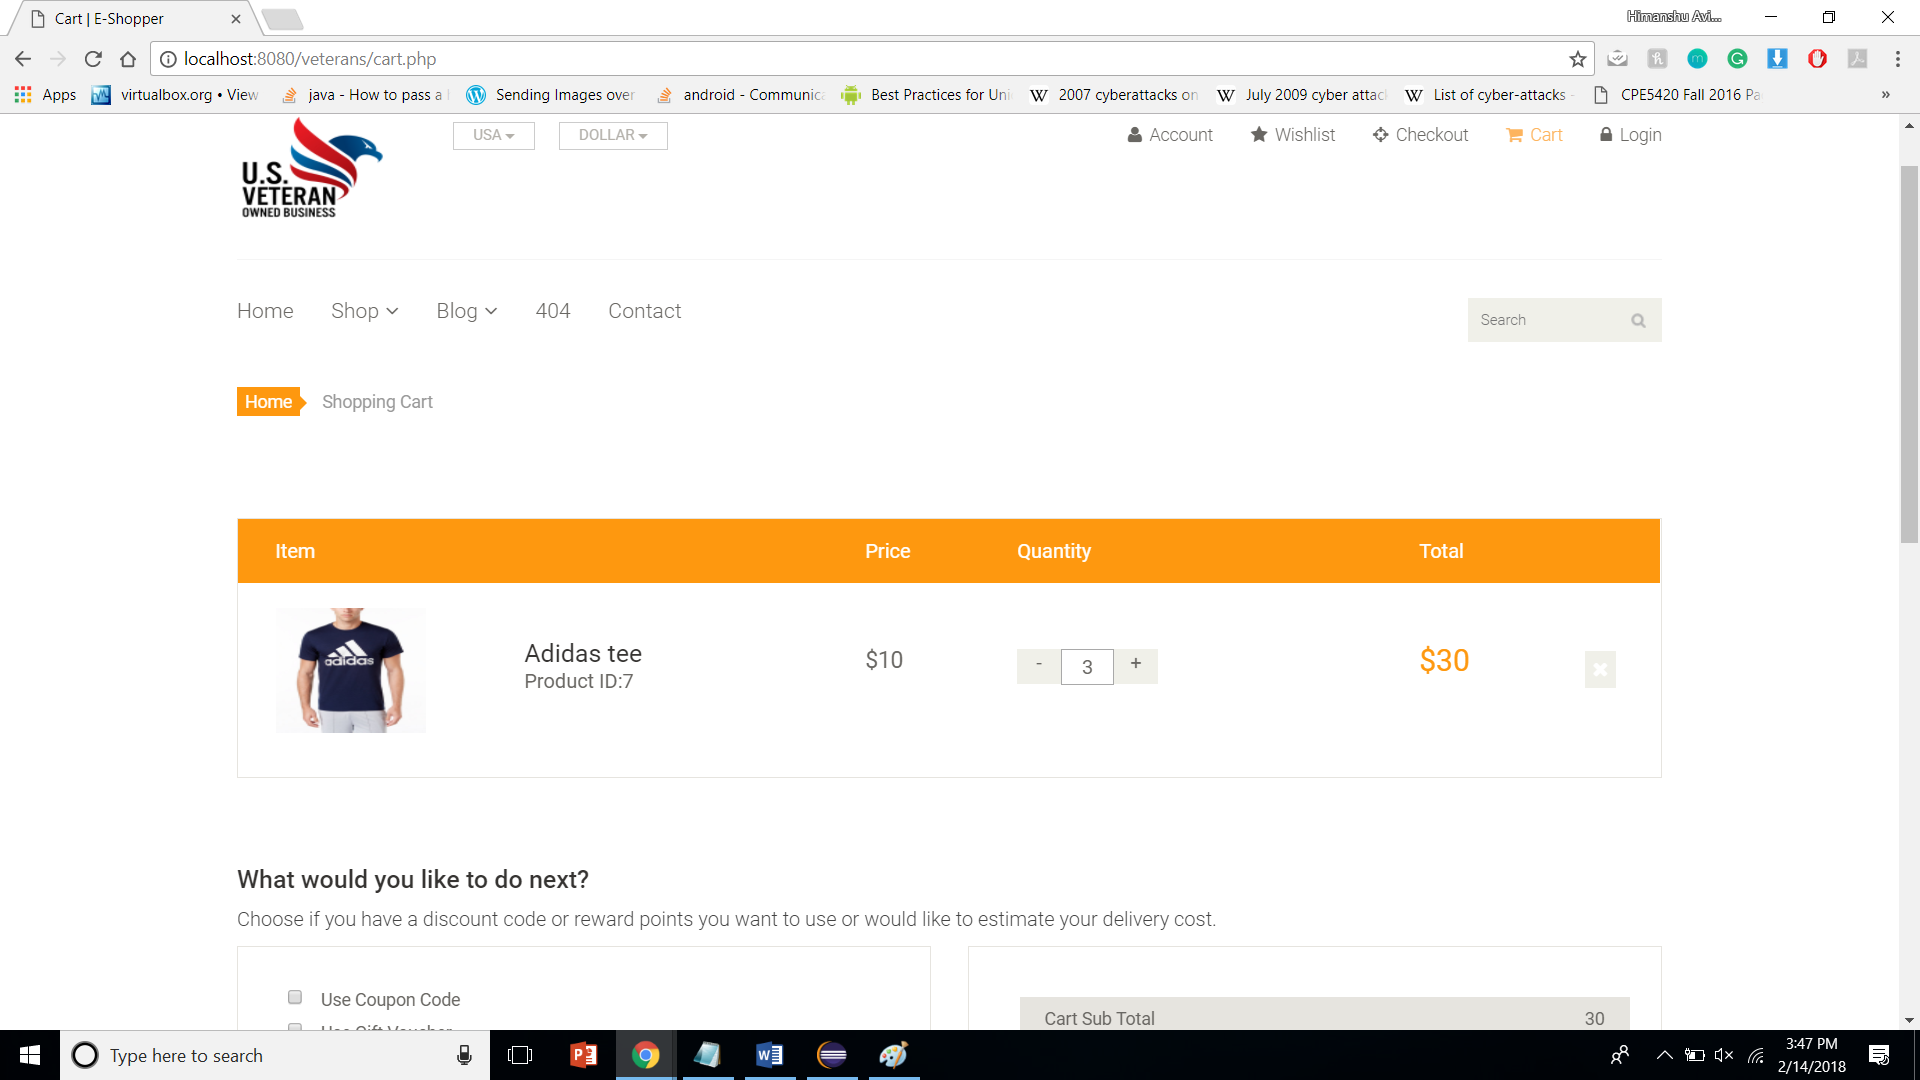 Cart | E-Shopper
Himanshu Avi...
localhost:8080/veterans/cart.php
Apps
virtualbox.org • View
java - How to pass a
Sending Images over
android - Communica
Best Practices for Uni
2007 cyberattacks on
July 2009 cyber attac
List of cyber-attacks -
CPE5420 Fall 2016 Pa
»
U.S.
VETERAN
OWNED BUSINESS
USA
DOLLAR
Account
Wishlist
Checkout
Cart
Login
Home
Shop
Blog
404
Contact
Search
Home
Shopping Cart
Item
Price
Quantity
Total
adidas
Adidas tee
Product ID:7
$10
-
3
+
$30
What would you like to do next?
Choose if you have a discount code or reward points you want to use or would like to estimate your delivery cost.
Use Coupon Code
Use Gift Voucher
Cart Sub Total
30
Type here to search
3:47 PM
2/14/2018